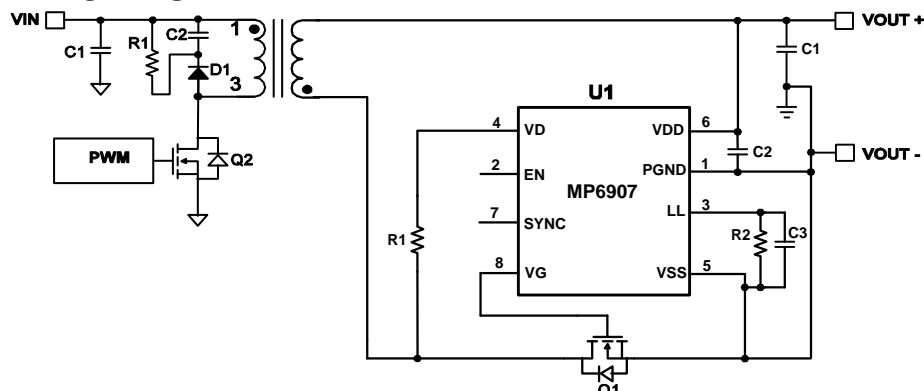 VIN
VOUT +
C1
R1
C2
1
D1
3
C1
U1
PWM
Q2
4
VD
VDD
6
C2
VOUT -
2
EN
PGND
1
MP6907
7
SYNC
LL
3
R1
R2
C3
8
VG
VSS
5
Q1